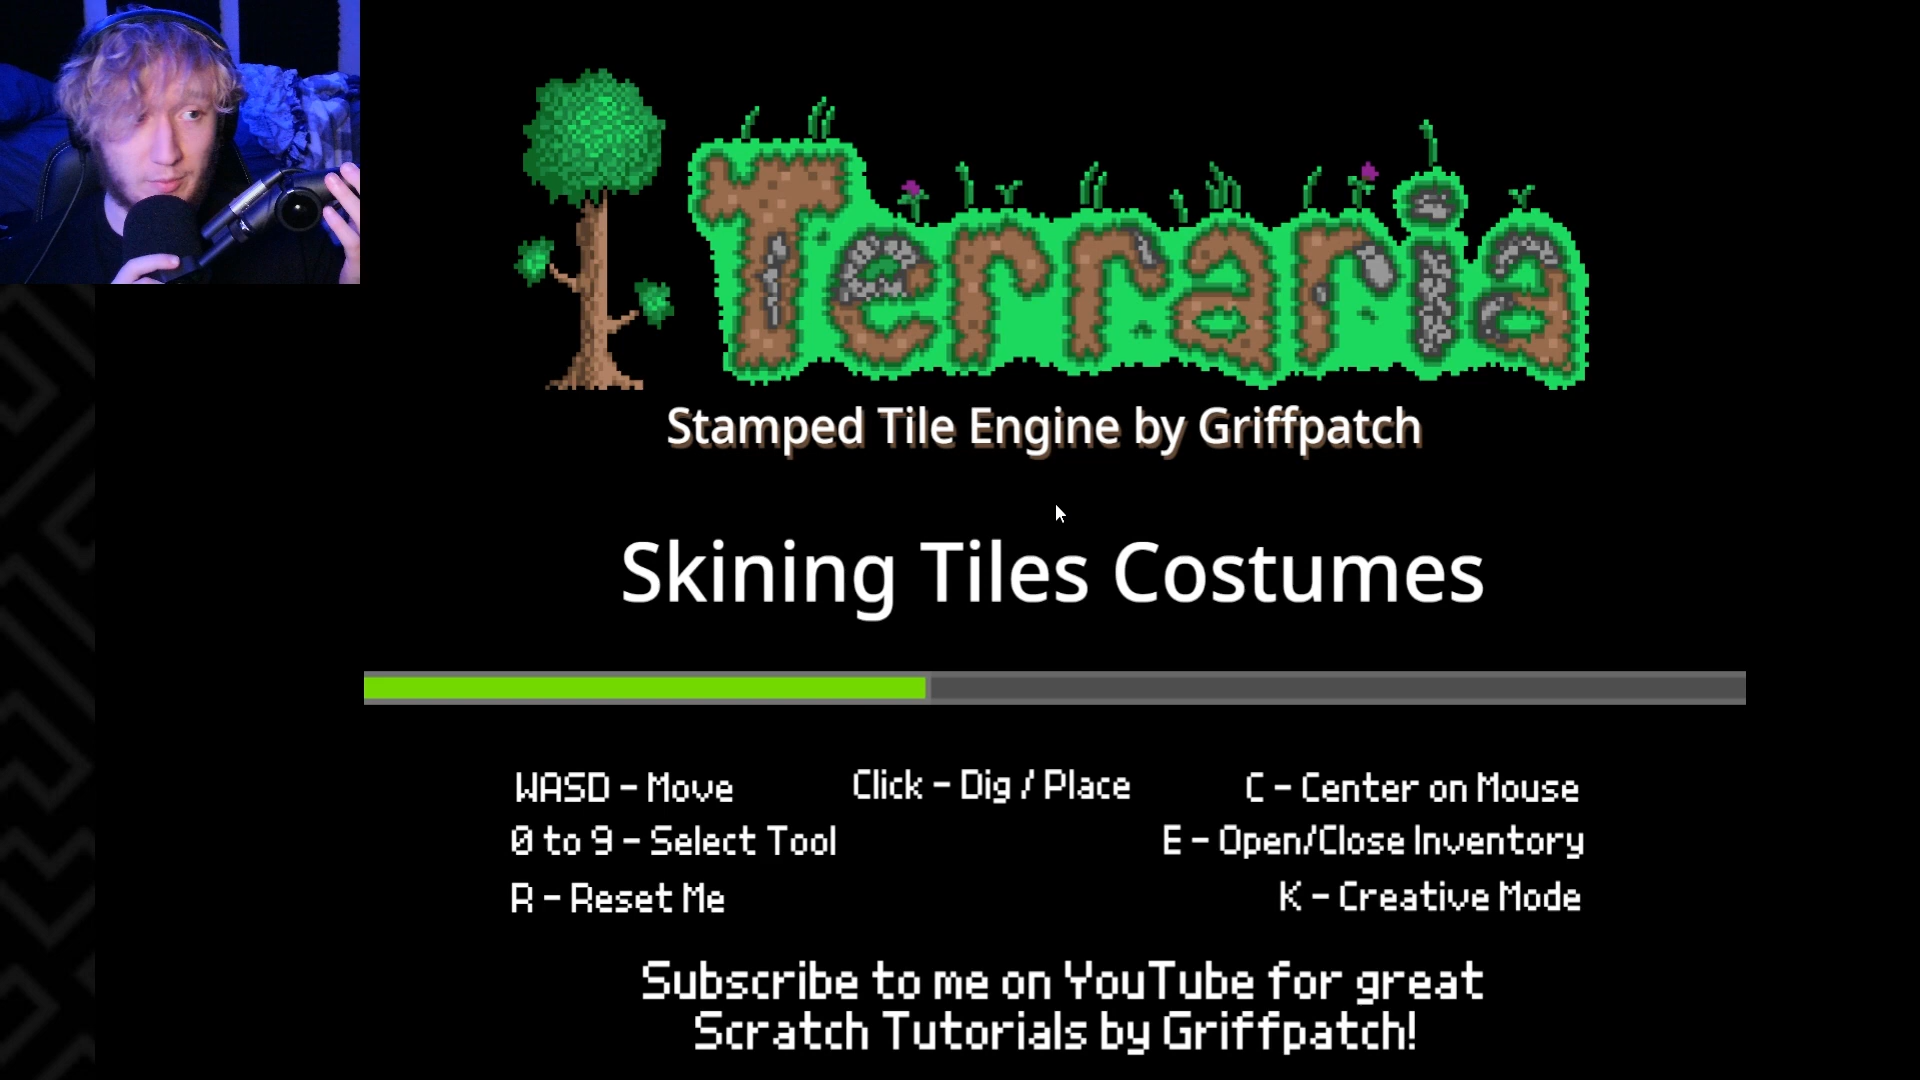 Terraria
Stamped Tile Engine by Griffpatch
Skining Tiles Costumes
WASD - Move
Click - Dig / Place
C - Center on Mouse
0 to 9 - Select Tool
E - Open/Close Inventory
R - Reset Me
K - Creative Mode
Subscribe to me on YouTube for great
Scratch Tutorials by Griffpatch!